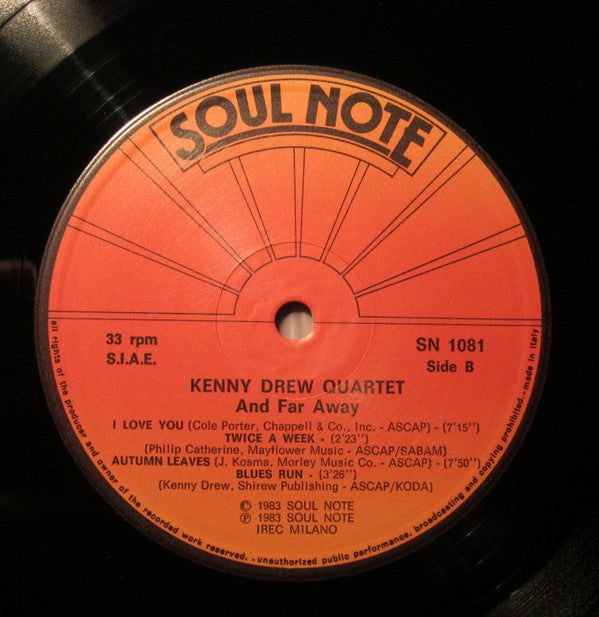 SOUL NOTE
33 rpm
S.I.A.E.
SN 1081
Side B
KENNY DREW QUARTET
And Far Away
I LOVE YOU (Cole Porter, Chappell & Co., Inc. - ASCAP) - (7'15'')
TWICE A WEEK - (2'23'')
(Philip Catherine, Mayflower Music - ASCAP/SABAM)
AUTUMN LEAVES (J. Kosma, Morley Music Co. - ASCAP) - (7'50'')
BLUES RUN - (3'26'')
(Kenny Drew, Shirew Publishing - ASCAP/KODA)
© 1983 SOUL NOTE
℗ 1983 SOUL NOTE
IREC MILANO
all rights of the producer and owner of the recorded work reserved. - unauthorized public performance, broadcasting and copying prohibited - made in italy